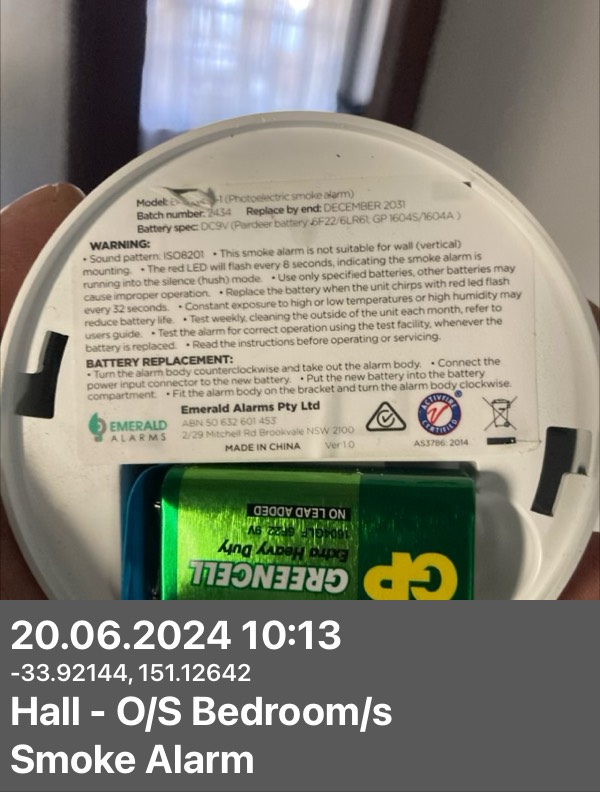 Model: (Photoelectric smoke alarm)
Batch number: 2434 Replace by end: DECEMBER 2031
Battery spec: DC9V (Pairdeer battery 6F22/6LR61; GP 1604S/1604A )
WARNING:
• Sound pattern: ISO8201 • This smoke alarm is not suitable for wall (vertical)
mounting. • The red LED will flash every 8 seconds, indicating the smoke alarm is
running into the silence (hush) mode. • Use only specified batteries, other batteries may
cause improper operation. • Replace the battery when the unit chirps with red led flash
every 32 seconds. • Constant exposure to high or low temperatures or high humidity may
reduce battery life. • Test weekly, cleaning the outside of the unit each month, refer to
users guide. • Test the alarm for correct operation using the test facility, whenever the
battery is replaced. • Read the instructions before operating or servicing.
BATTERY REPLACEMENT:
• Turn the alarm body counterclockwise and take out the alarm body. • Connect the
power input connector to the new battery. • Put the new battery into the battery
compartment. • Fit the alarm body on the bracket and turn the alarm body clockwise.
Emerald Alarms Pty Ltd
ABN 50 632 601 453
2/29 Mitchell Rd Brookvale NSW 2100
MADE IN CHINA Ver 1.0
EMERALD
ALARMS
ACTIVFIRE
CERTIFIED
AS3786: 2014
NO LEAD ADDED
1604GLF 6F22 9V
Extra Heavy Duty
GREENCELL
GP
20.06.2024 10:13
-33.92144, 151.12642
Hall - O/S Bedroom/s
Smoke Alarm